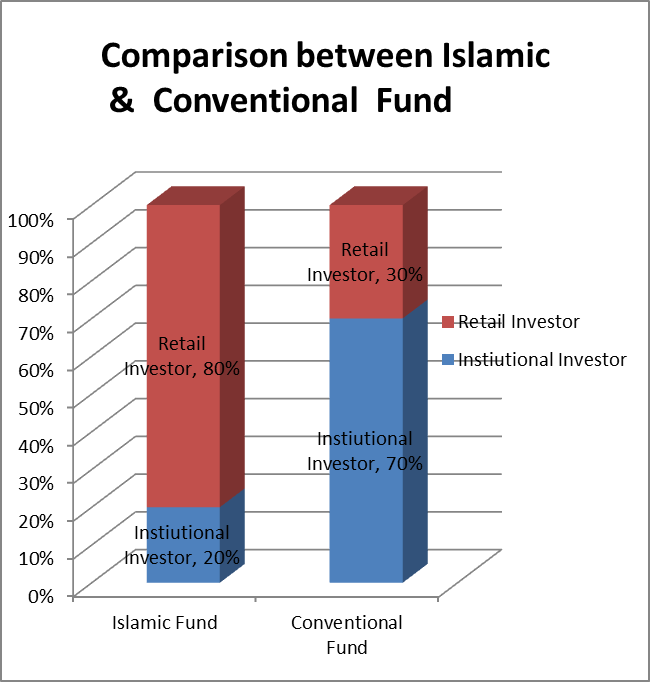 Comparison between Islamic
& Conventional Fund
100%
90%
80%
70%
60%
50%
40%
30%
20%
10%
0%
Retail
Investor, 80%
Instiutional
Investor, 20%
Retail
Investor, 30%
Instiutional
Investor, 70%
Islamic Fund
Conventional
Fund
Retail Investor
Instiutional Investor